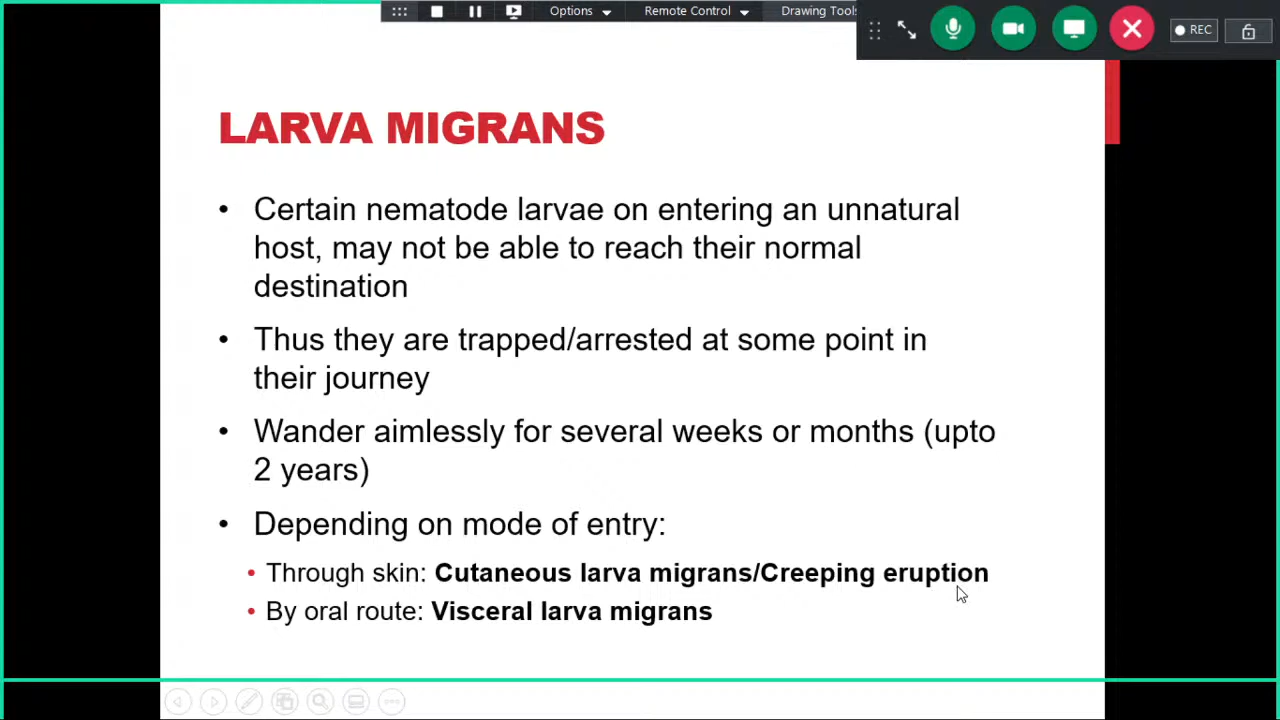 Options
Remote Control
Drawing Tools
REC
LARVA MIGRANS
• Certain nematode larvae on entering an unnatural
host, may not be able to reach their normal
destination
• Thus they are trapped/arrested at some point in
their journey
• Wander aimlessly for several weeks or months (upto
2 years)
• Depending on mode of entry:
• Through skin: Cutaneous larva migrans/Creeping eruption
• By oral route: Visceral larva migrans